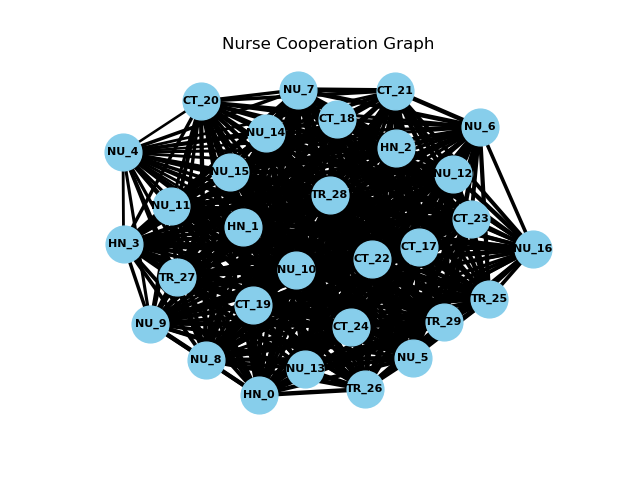 Nurse Cooperation Graph
NU_7
CT_21
CT_20
CT_18
NU_6
NU_14
HN_2
NU_4
NU_15
NU_12
TR_28
NU_11
CT_23
HN_1
HN_3
CT_17
NU_16
CT_22
NU_10
TR_27
TR_25
CT_19
TR_29
NU_9
CT_24
NU_5
NU_8
NU_13
TR_26
HN_0